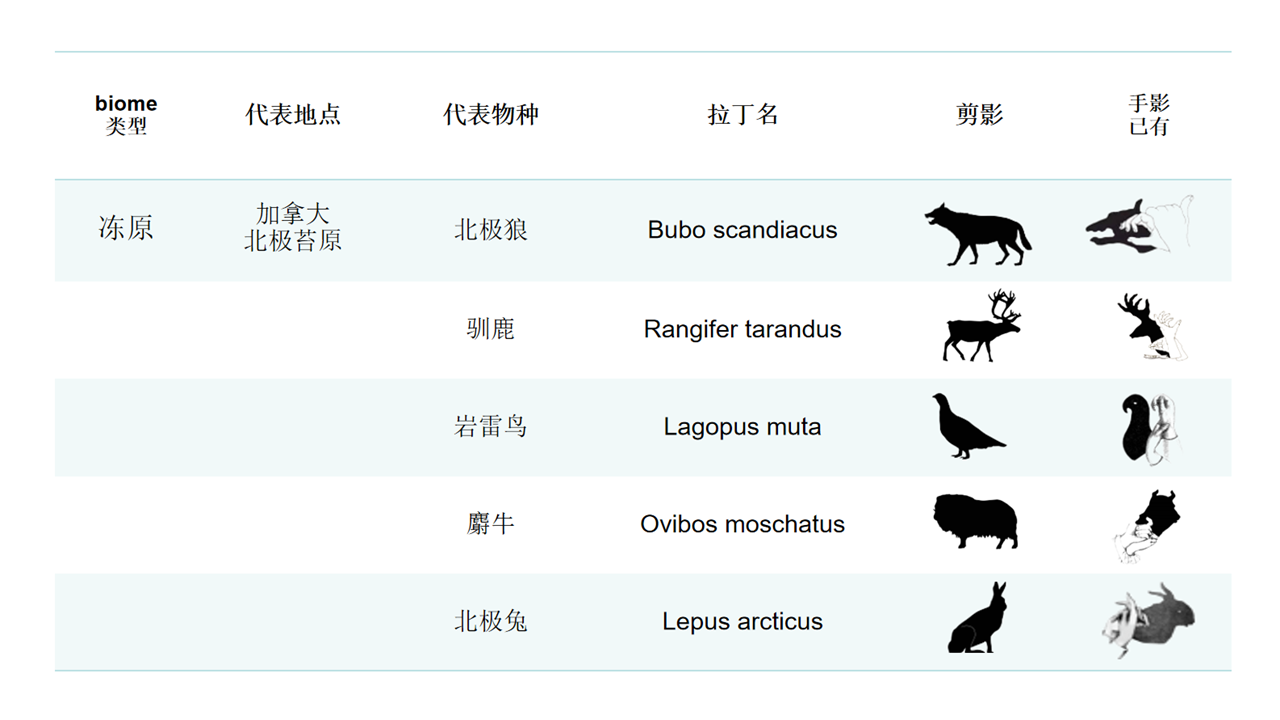 biome
类型
代表地点
代表物种
拉丁名
剪影
手影
已有
冻原
加拿大
北极苔原
北极狼
Bubo scandiacus
驯鹿
Rangifer tarandus
岩雷鸟
Lagopus muta
麝牛
Ovibos moschatus
北极兔
Lepus arcticus